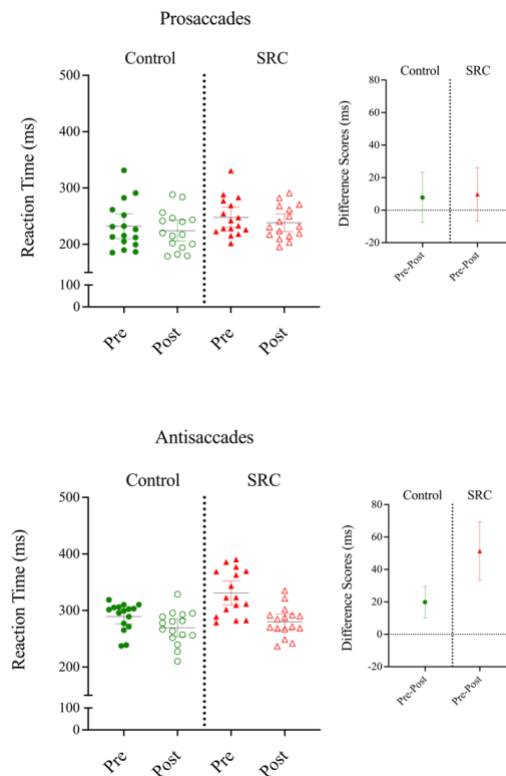 Prosaccades
Control SRC
500
400
300
200
100
0
Reaction Time (ms)
Pre Post Pre Post
Control SRC
80
60
40
20
0
-20
Difference Scores (ms)
Pre-Post Pre-Post
Antisaccades
Control SRC
500
400
300
200
100
0
Reaction Time (ms)
Pre Post Pre Post
Control SRC
80
60
40
20
0
-20
Difference Scores (ms)
Pre-Post Pre-Post